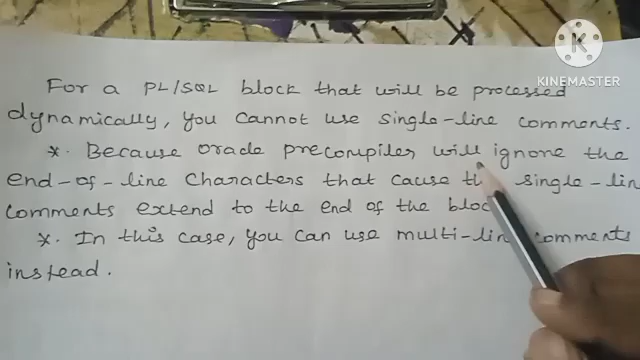 K
KINEMASTER
For a PL/SQL block that will be processed
dynamically, you cannot use single-line comments.
*. Because oracle precompiler will ignore the
end-of-line characters that cause the single-lin
comments extend to the end of the bloc
*. In this case, you can use multi-line comments
instead.